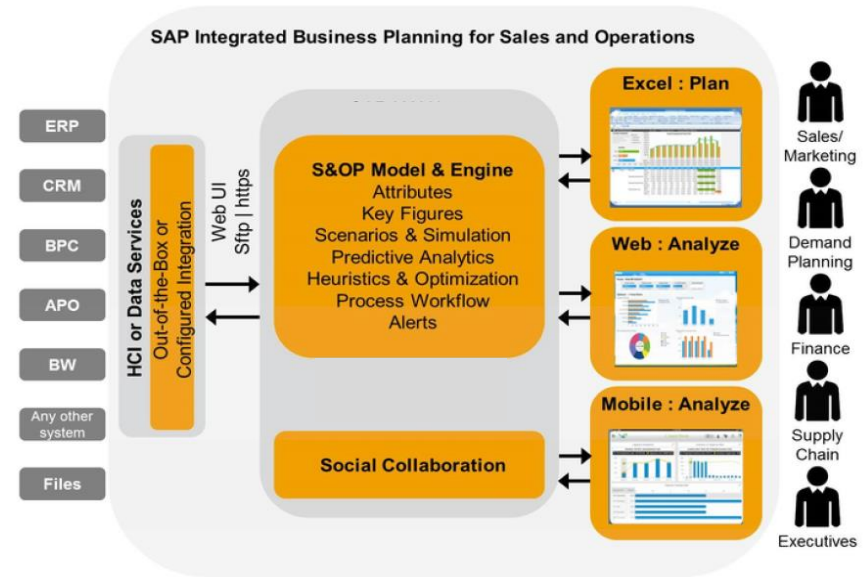 SAP Integrated Business Planning for Sales and Operations
ERP
CRM
BPC
APO
BW
Any other
system
Files
HCI or Data Services
Out-of-the-Box or
Configured Integration
Web UI
Sftp | https
S&OP Model & Engine
Attributes
Key Figures
Scenarios & Simulation
Predictive Analytics
Heuristics & Optimization
Process Workflow
Alerts
Social Collaboration
Excel : Plan
Web : Analyze
Mobile : Analyze
Sales/
Marketing
Demand
Planning
Finance
Supply
Chain
Executives